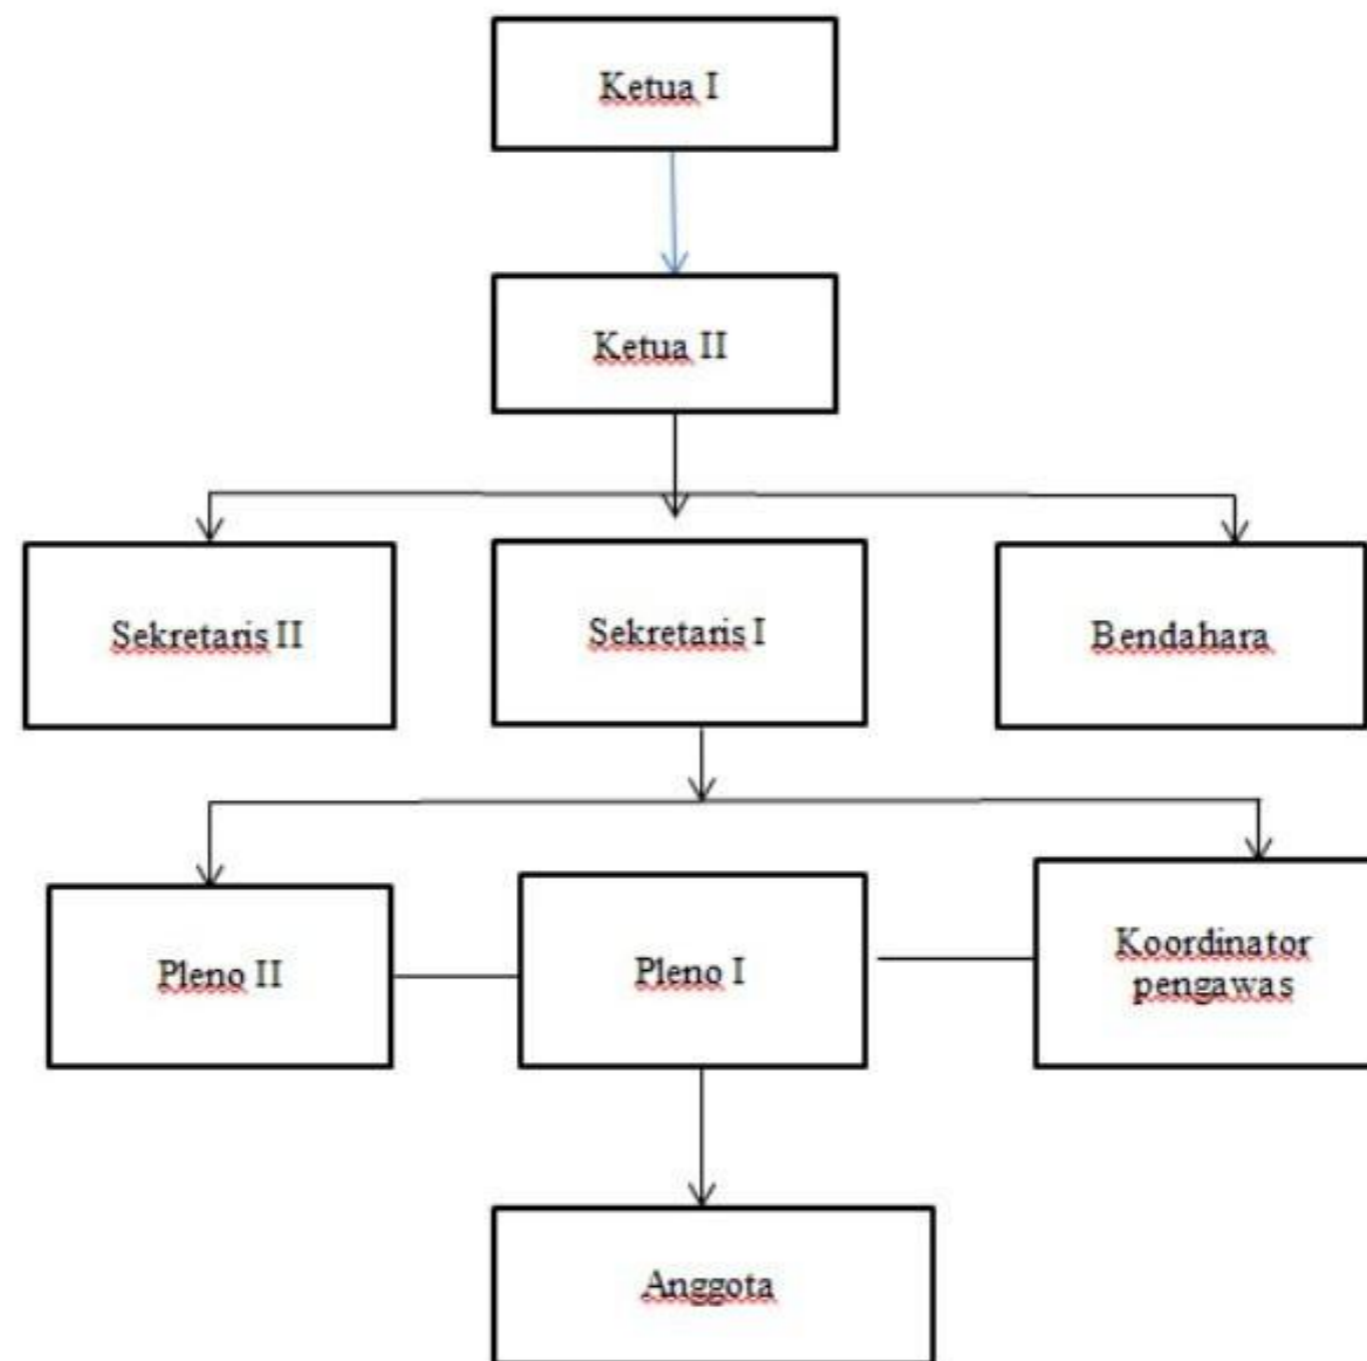 Ketua I
Ketua II
Sekretaris II
Sekretaris I
Bendahara
Pleno II
Pleno I
Koordinator
pengawas
Anggota